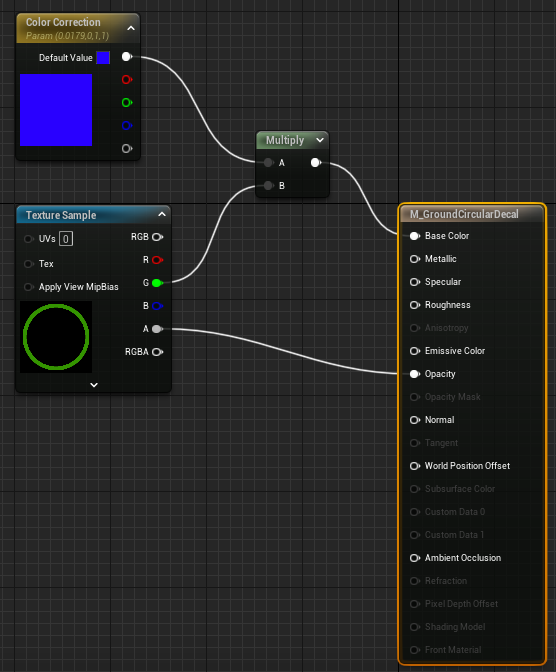 Color Correction
Param (0.0179,0,1,1)
Default Value
Multiply
A
B
Texture Sample
UVs 0
Tex
Apply View MipBias
RGB
R
G
B
A
RGBA
M_GroundCircularDecal
Base Color
Metallic
Specular
Roughness
Anisotropy
Emissive Color
Opacity
Opacity Mask
Normal
Tangent
World Position Offset
Subsurface Color
Custom Data 0
Custom Data 1
Ambient Occlusion
Refraction
Pixel Depth Offset
Shading Model
Front Material